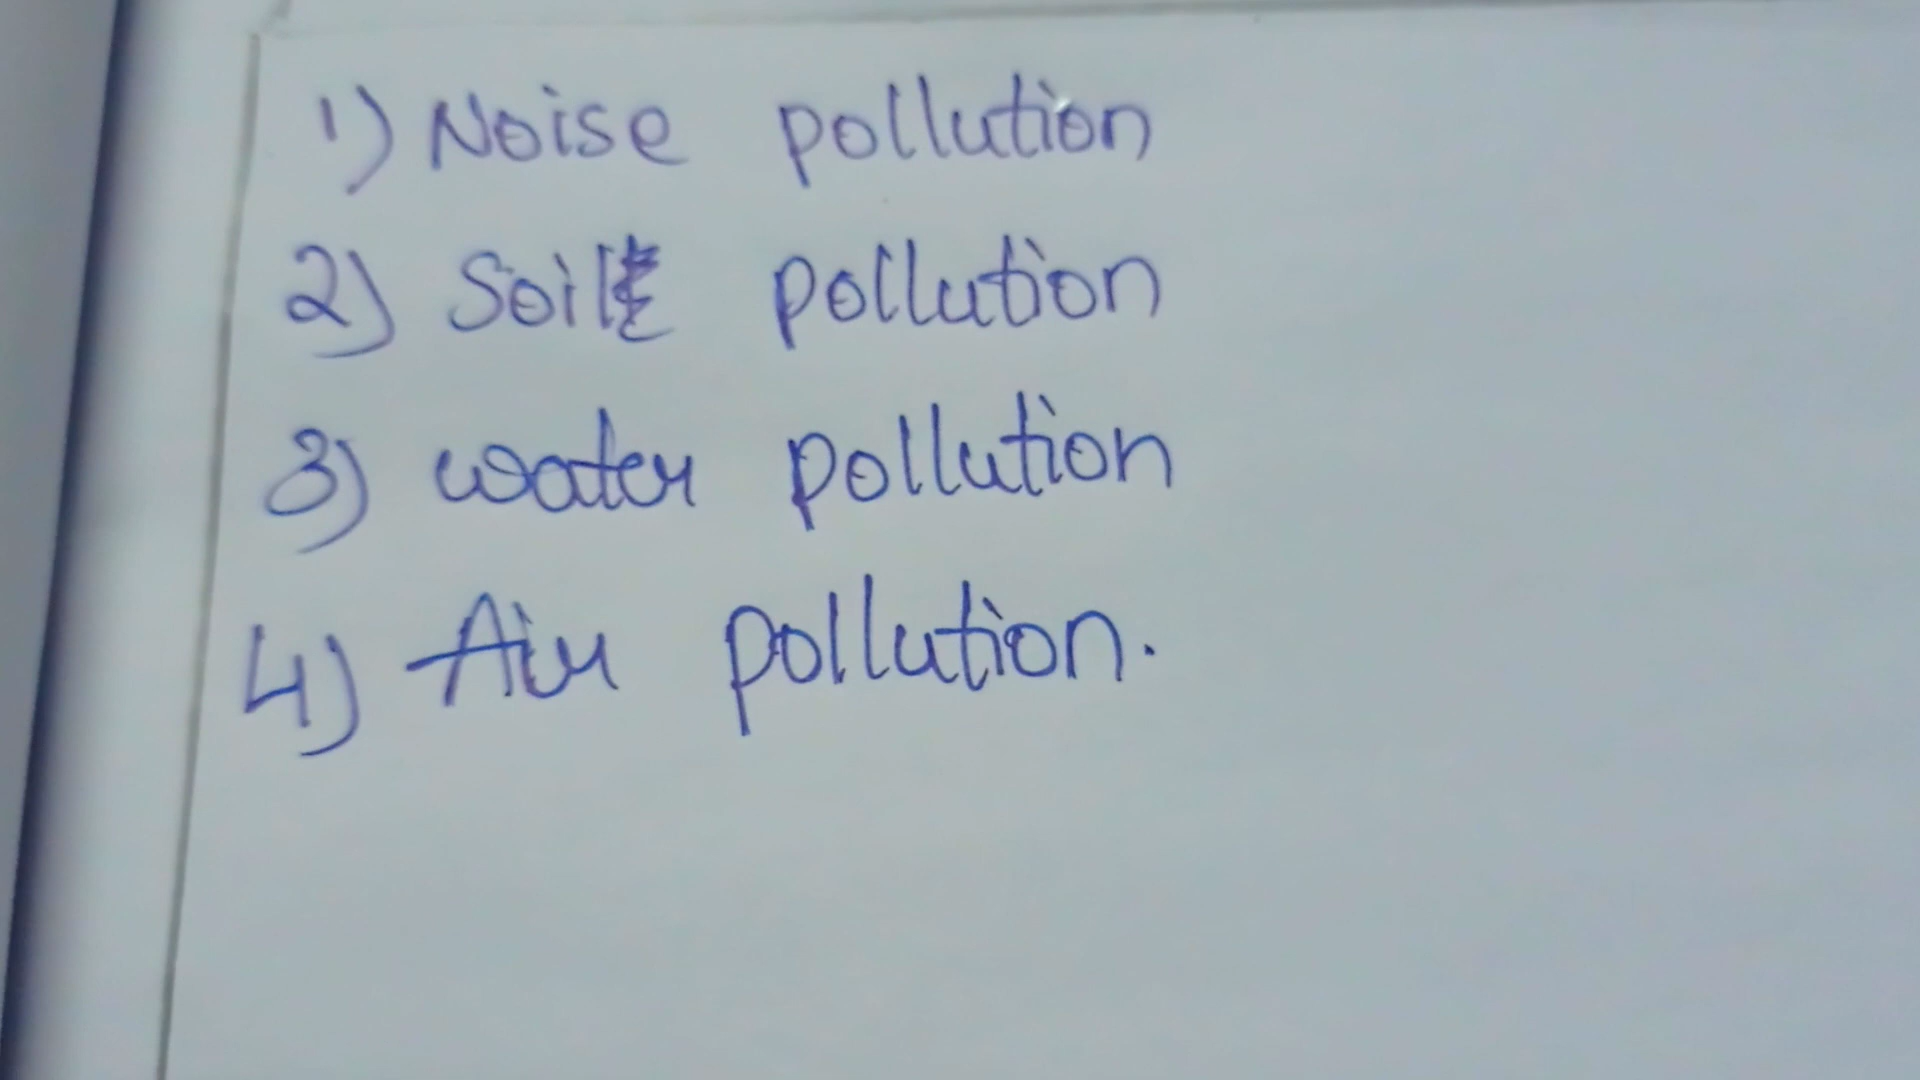 1) Noise pollution
2) Soil pollution
3) water pollution
4) Air pollution.